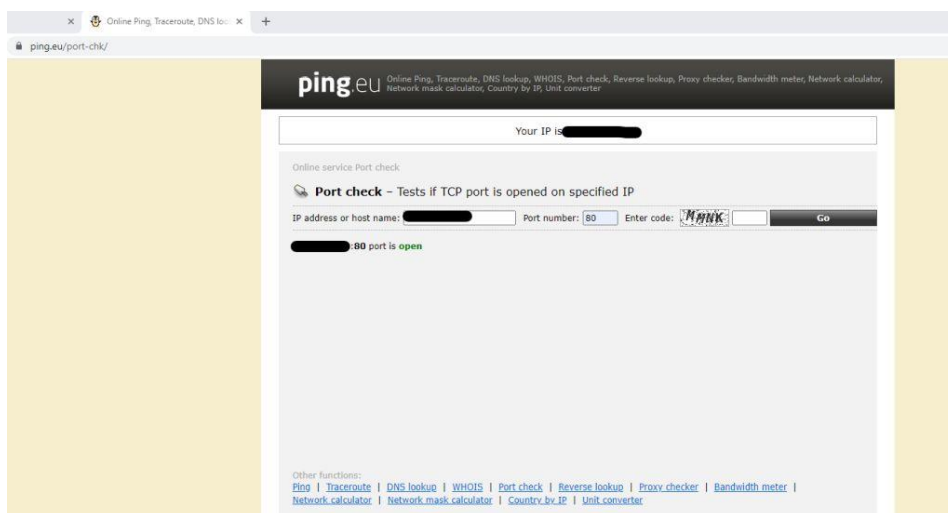 Online Ping, Traceroute, DNS loo
ping.eu/port-chk/
ping.eu Online Ping, Traceroute, DNS lookup, WHOIS, Port check, Reverse lookup, Proxy checker, Bandwidth meter, Network calculator,
Network mask calculator, Country by IP, Unit converter
Your IP is
Online service Port check
Port check – Tests if TCP port is opened on specified IP
IP address or host name: Port number: 80 Enter code: Go
:80 port is open
Other functions:
Ping | Traceroute | DNS lookup | WHOIS | Port check | Reverse lookup | Proxy checker | Bandwidth meter |
Network calculator | Network mask calculator | Country by IP | Unit converter